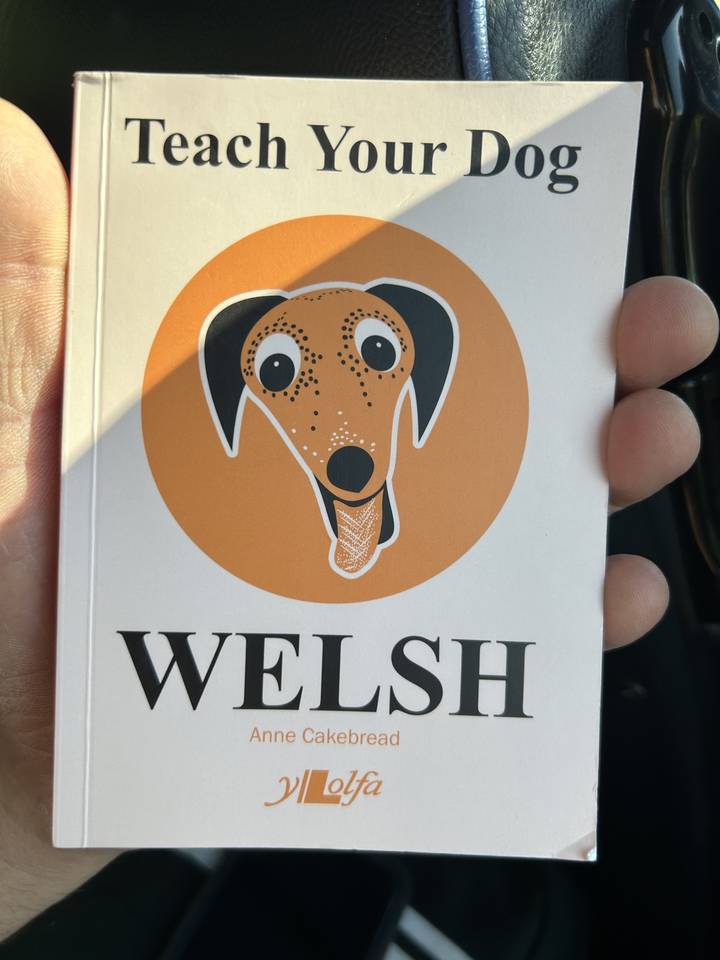 Teach Your Dog
WELSH
Anne Cakebread
y Lolfa